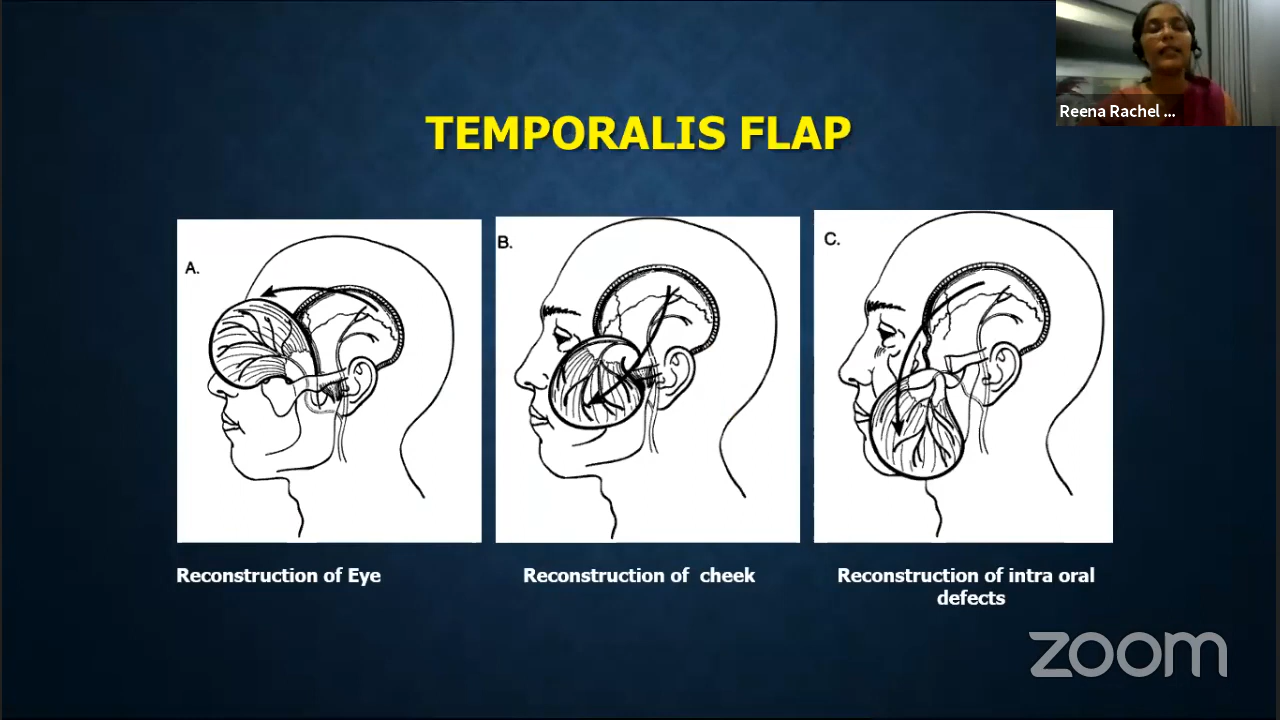 Reena Rachel ...
TEMPORALIS FLAP
A.
B.
C.
Reconstruction of Eye
Reconstruction of cheek
Reconstruction of intra oral
defects
zoom